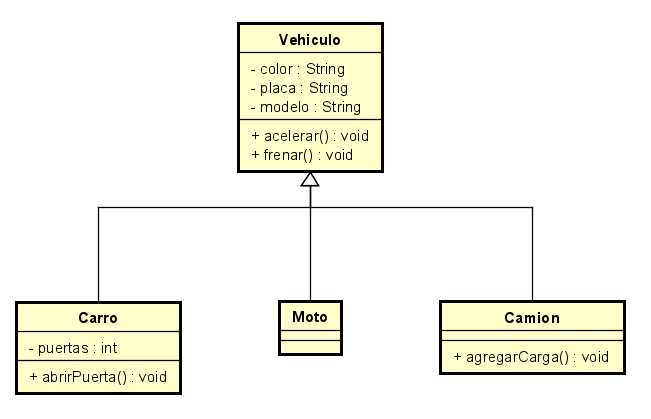 Vehiculo
- color : String
- placa : String
- modelo : String
+ acelerar() : void
+ frenar() : void
Carro
- puertas : int
+ abrirPuerta() : void
Moto
Camion
+ agregarCarga() : void